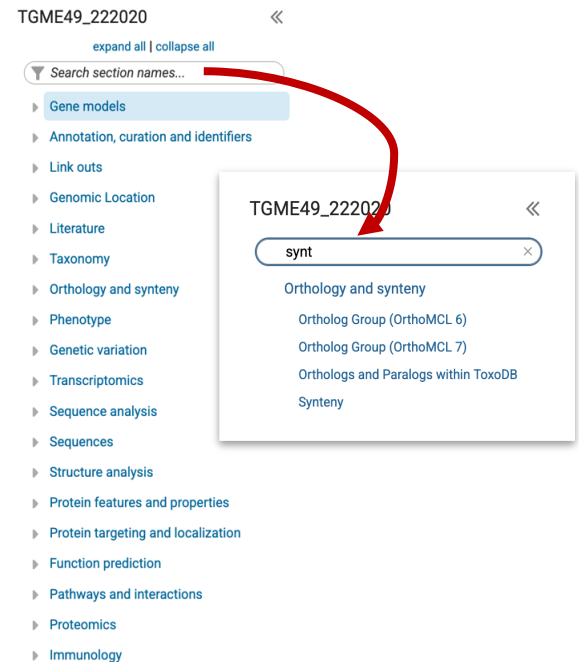 TGME49_222020
expand all | collapse all
Search section names...
Gene models
Annotation, curation and identifiers
Link outs
Genomic Location
Literature
Taxonomy
Orthology and synteny
Phenotype
Genetic variation
Transcriptomics
Sequence analysis
Sequences
Structure analysis
Protein features and properties
Protein targeting and localization
Function prediction
Pathways and interactions
Proteomics
Immunology
TGME49_222020
synt
Orthology and synteny
Ortholog Group (OrthoMCL 6)
Ortholog Group (OrthoMCL 7)
Orthologs and Paralogs within ToxoDB
Synteny